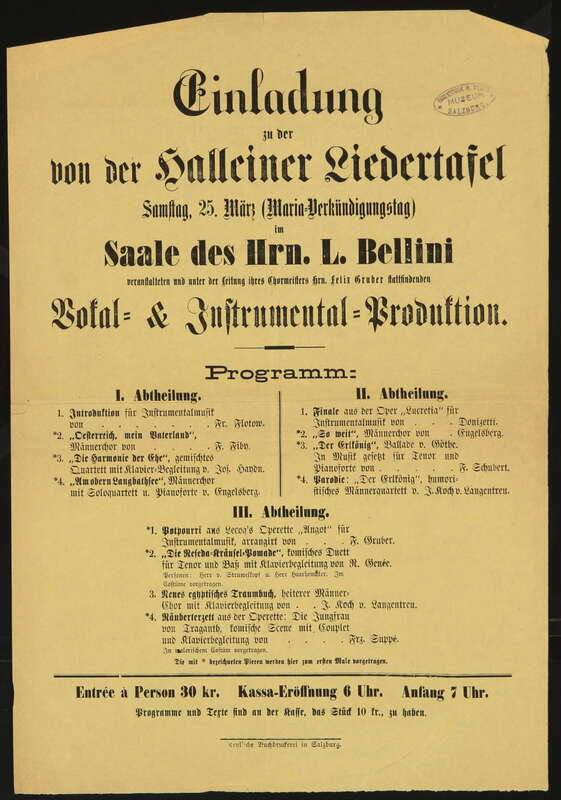 Einladung
MUZEUM
SALZBURG
zu der
von der Halleiner Liedertafel
Samstag, 25. März (Maria=Verkündigungstag)
im
Saale des Hrn. L. Bellini
veranstalteten und unter der Leitung ihres Chormeisters Hrn. Felix Gruber stattfindenden
Vokal= & Instrumental=Produktion.
Programm:
I. Abtheilung.
1. Introduktion für Instrumentalmusik
von . . . . . Fr. Flotow.
*2. „Oesterreich, mein Vaterland",
Männerchor von . . . . F. Fiby.
*3. „Die Harmonie der Ehe", gemischtes
Quartett mit Klavier=Begleitung v. Jos. Haydn.
*4. „Am obern Langbathsee", Männerchor
mit Soloquartett u. Pianoforte v. Engelsberg.
II. Abtheilung.
1. Finale aus der Oper „Lucretia" für
Instrumentalmusik von . . Donizetti.
*2. „So weit", Männerchor von . Engelsberg.
*3. „Der Erlkönig", Ballade v. Göthe.
In Musik gesetzt für Tenor und
Pianoforte von . . . . F. Schubert.
*4. Parodie: „Der Erlkönig", humori=
stisches Männerquartett v. J. Koch v. Langentreu.
III. Abtheilung.
*1. Potpourri aus Lecoq's Operette „Angot" für
Instrumentalmusik, arrangirt von . . . F. Gruber.
*2. „Die Reseda=Kräusel=Pomade", komisches Duett
für Tenor und Baß mit Klavierbegleitung von R. Genée.
Personen: Herr v. Struwelkopf u. Herr Haarzwickler. Im
Costüme vorgetragen.
3. Neues egyptisches Traumbuch, heiterer Männer=
Chor mit Klavierbegleitung von . . J. Koch v. Langentreu.
*4. Räuberterzett aus der Operette: Die Jungfrau
von Traganth, komische Scene mit Couplet
und Klavierbegleitung von . . . . Frz. Suppé.
In malerischem Costüm vorgetragen.
Die mit * bezeichneten Piecen werden hier zum ersten Male vorgetragen.
Entrée à Person 30 kr. Kassa=Eröffnung 6 Uhr. Anfang 7 Uhr.
Programme und Texte sind an der Kasse, das Stück 10 kr., zu haben.
Buchdruckerei in Salzburg.